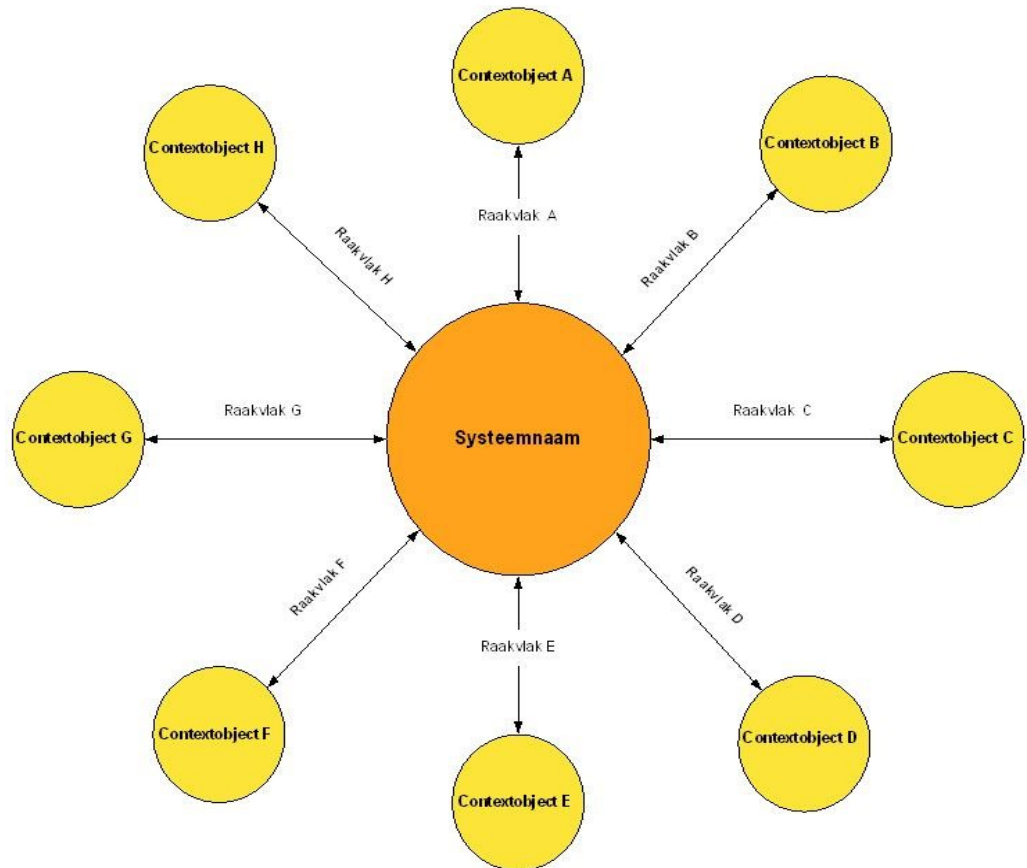 Contextobject A
Contextobject H
Contextobject B
Raakvlak A
Raakvlak H
Raakvlak B
Raakvlak G
Raakvlak C
Contextobject G
Systeemnaam
Contextobject C
Raakvlak F
Raakvlak D
Raakvlak E
Contextobject F
Contextobject D
Contextobject E